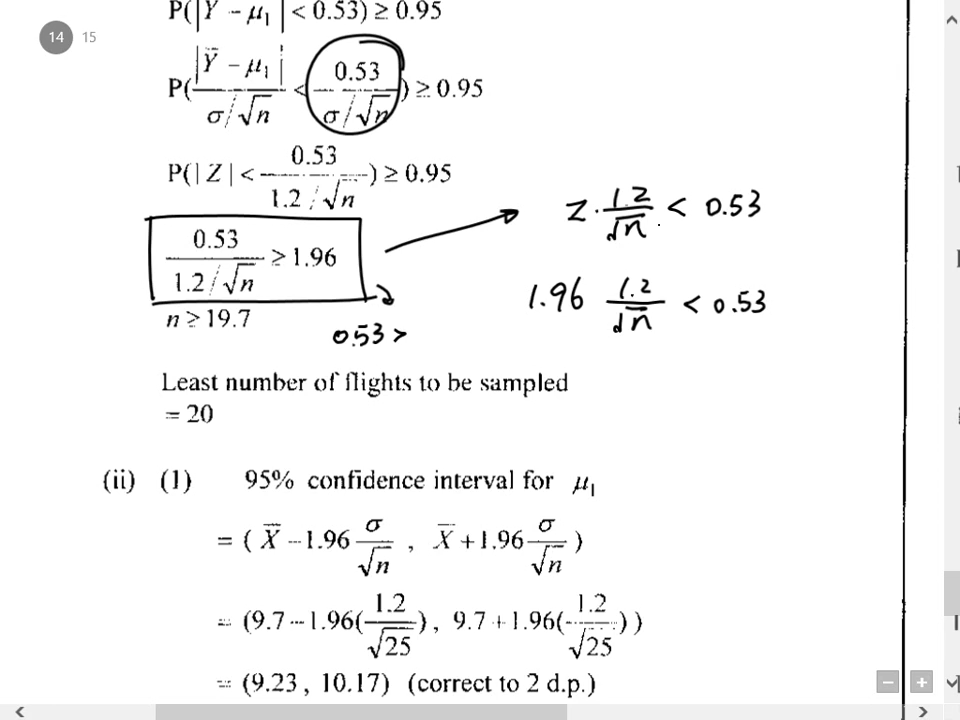 P(|Ȳ − μ₁| < 0.53) ≥ 0.95
14 15
P(|Ȳ − μ₁| / (σ/√n) < 0.53 / (σ/√n)) ≥ 0.95
P(|Z| < 0.53 / (1.2/√n)) ≥ 0.95
z · 1.2/√n < 0.53
0.53 / (1.2/√n) ≥ 1.96
1.96 1.2/√n < 0.53
n ≥ 19.7
0.53 >
Least number of flights to be sampled
= 20
(ii) (1) 95% confidence interval for μ₁
= ( X̄ − 1.96 σ/√n , X̄ + 1.96 σ/√n )
= (9.7 − 1.96(1.2/√25), 9.7 + 1.96(1.2/√25))
= (9.23, 10.17) (correct to 2 d.p.)